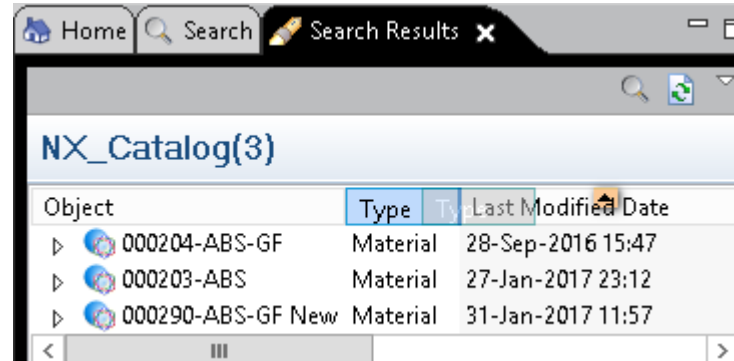 Home Search Search Results
NX_Catalog(3)
Object Type Type Last Modified Date
000204-ABS-GF Material 28-Sep-2016 15:47
000203-ABS Material 27-Jan-2017 23:12
000290-ABS-GF New Material 31-Jan-2017 11:57